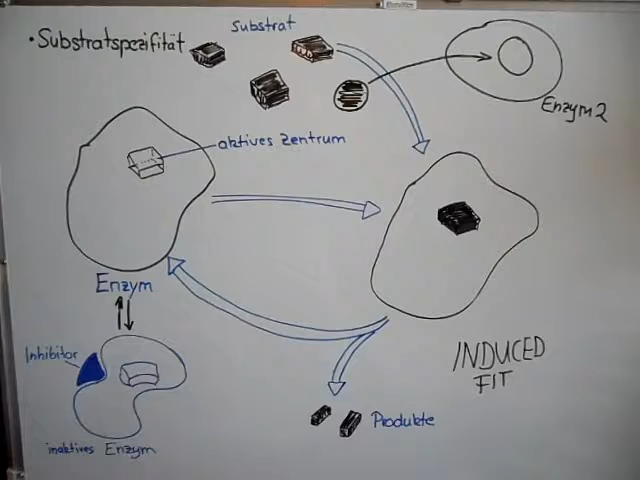 • Substratspezifität
Substrat
Enzym 2
aktives Zentrum
Enzym
Inhibitor
INDUCED
FIT
Produkte
inaktives Enzym